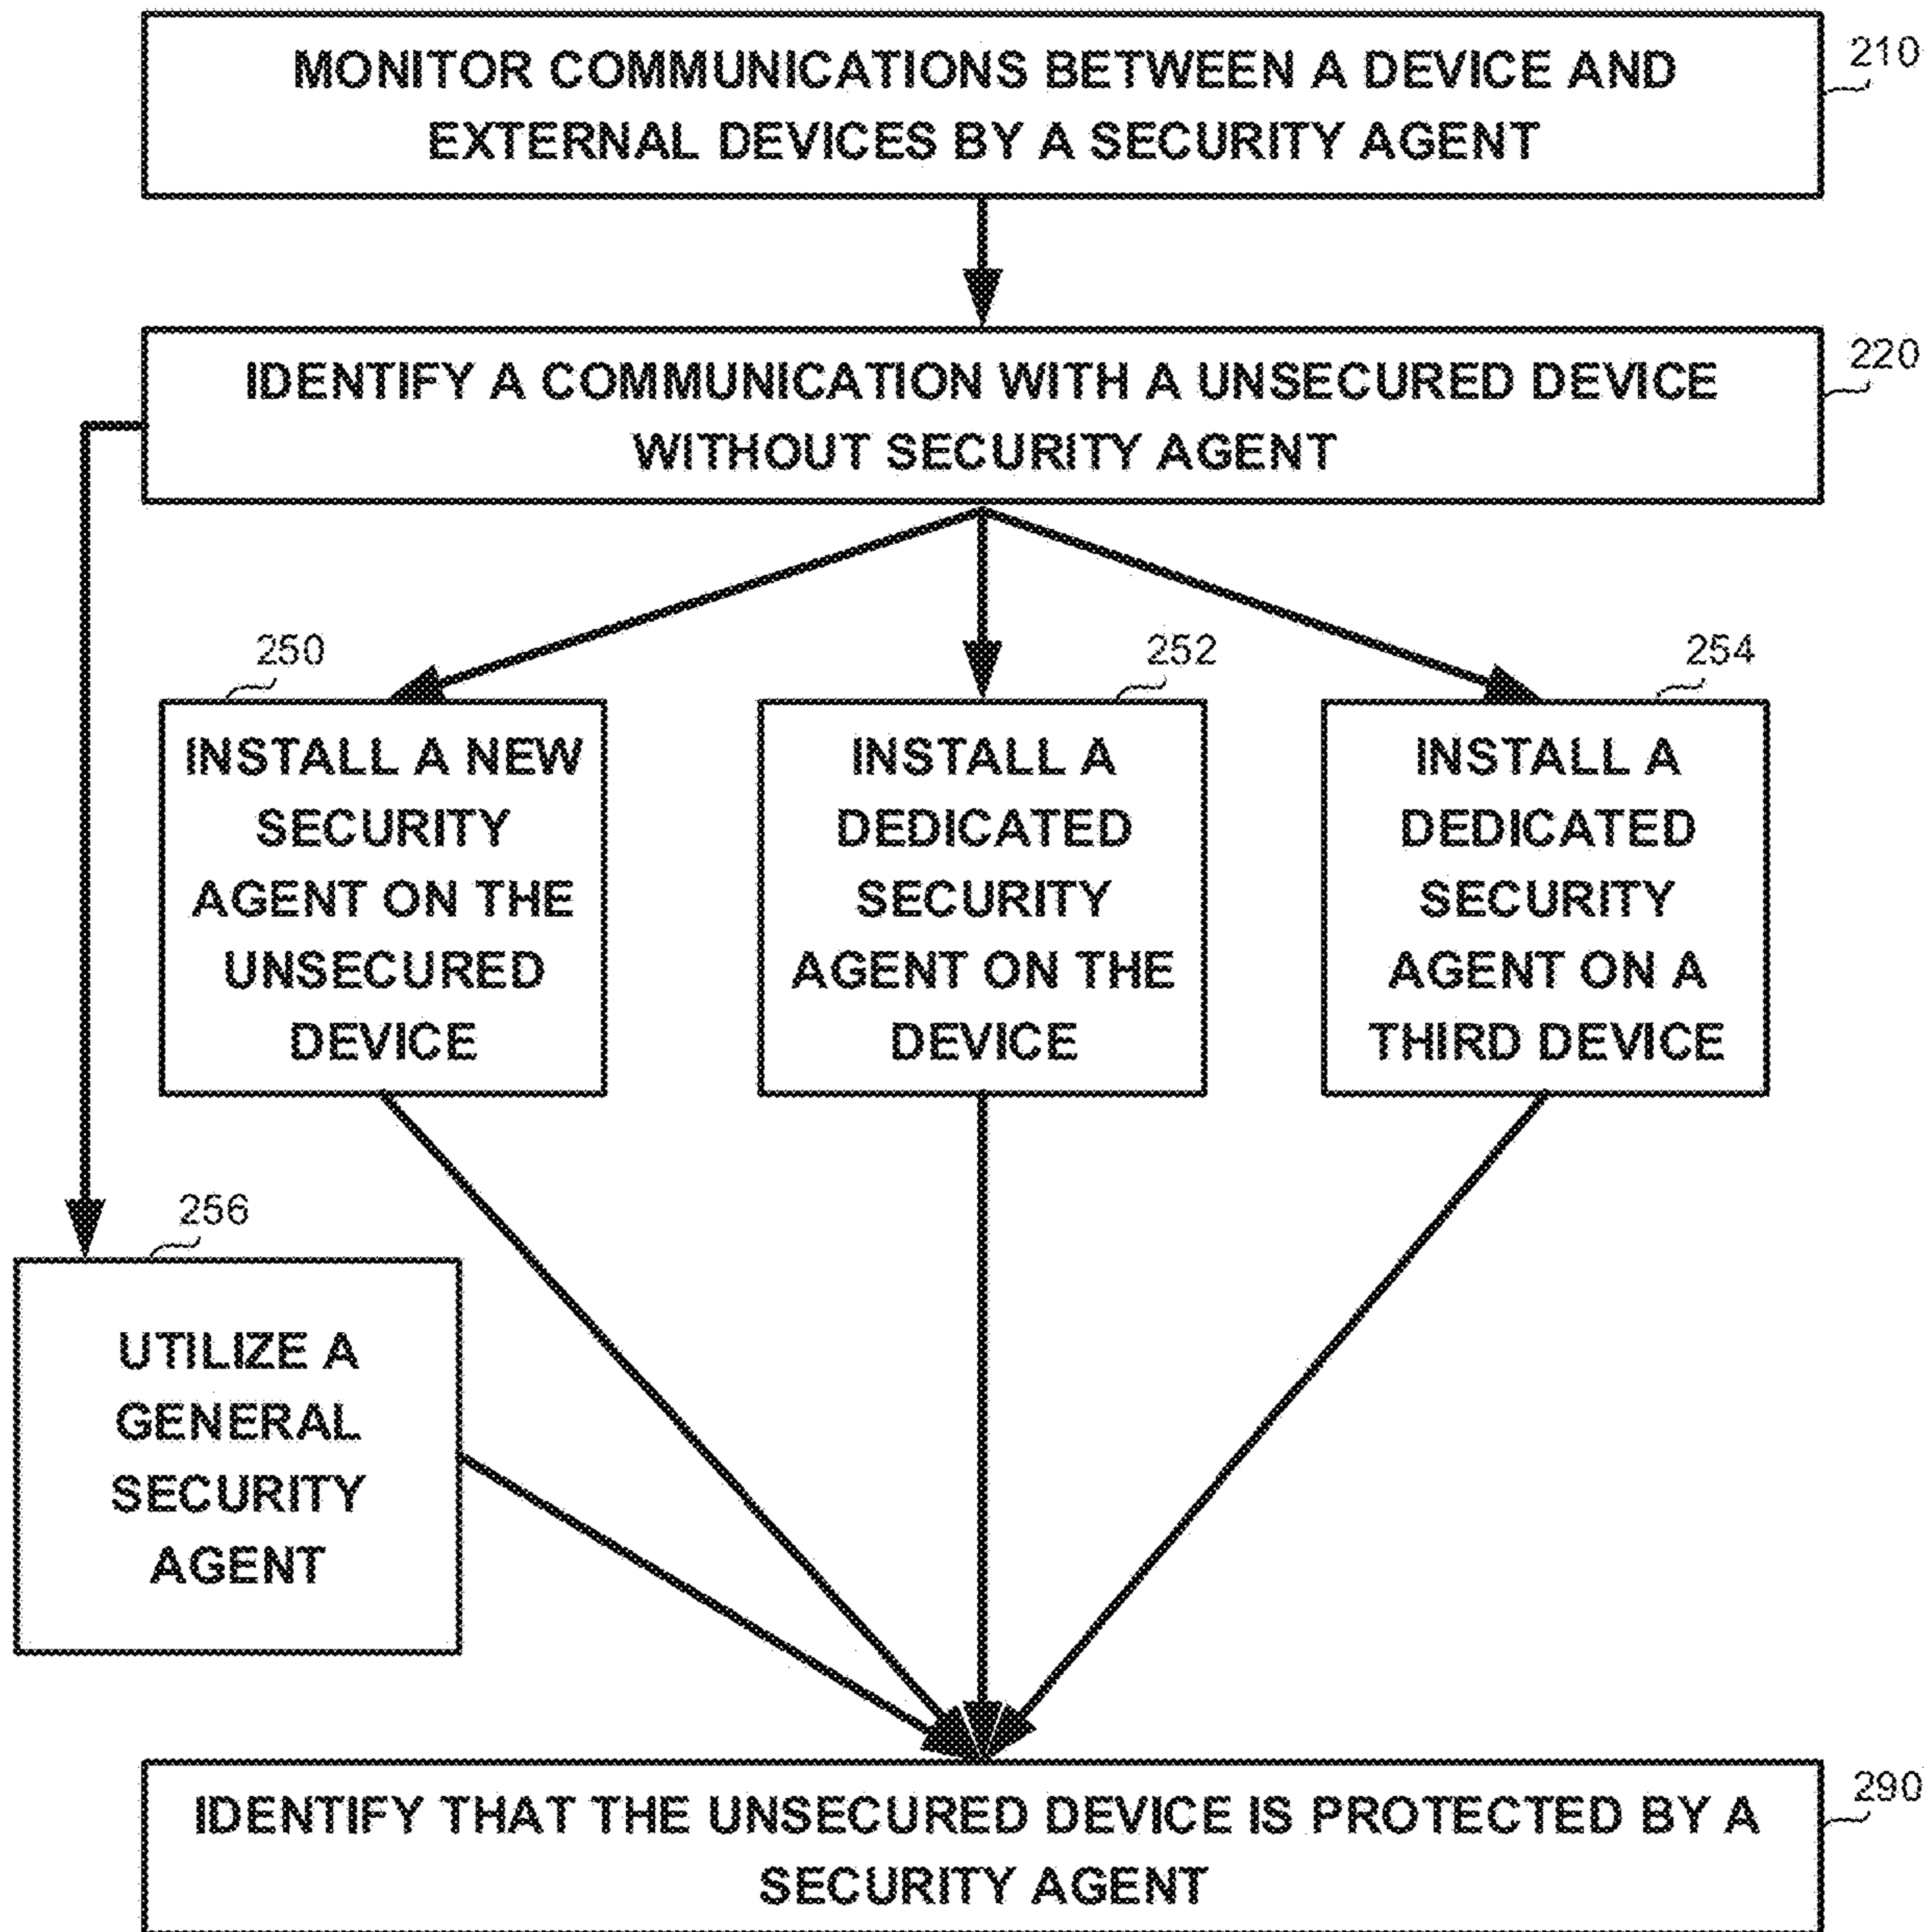 MONITOR COMMUNICATIONS BETWEEN A DEVICE AND
EXTERNAL DEVICES BY A SECURITY AGENT
210
IDENTIFY A COMMUNICATION WITH A UNSECURED DEVICE
WITHOUT SECURITY AGENT
220
250
INSTALL A NEW
SECURITY
AGENT ON THE
UNSECURED
DEVICE
252
INSTALL A
DEDICATED
SECURITY
AGENT ON THE
DEVICE
254
INSTALL A
DEDICATED
SECURITY
AGENT ON A
THIRD DEVICE
256
UTILIZE A
GENERAL
SECURITY
AGENT
IDENTIFY THAT THE UNSECURED DEVICE IS PROTECTED BY A
SECURITY AGENT
290